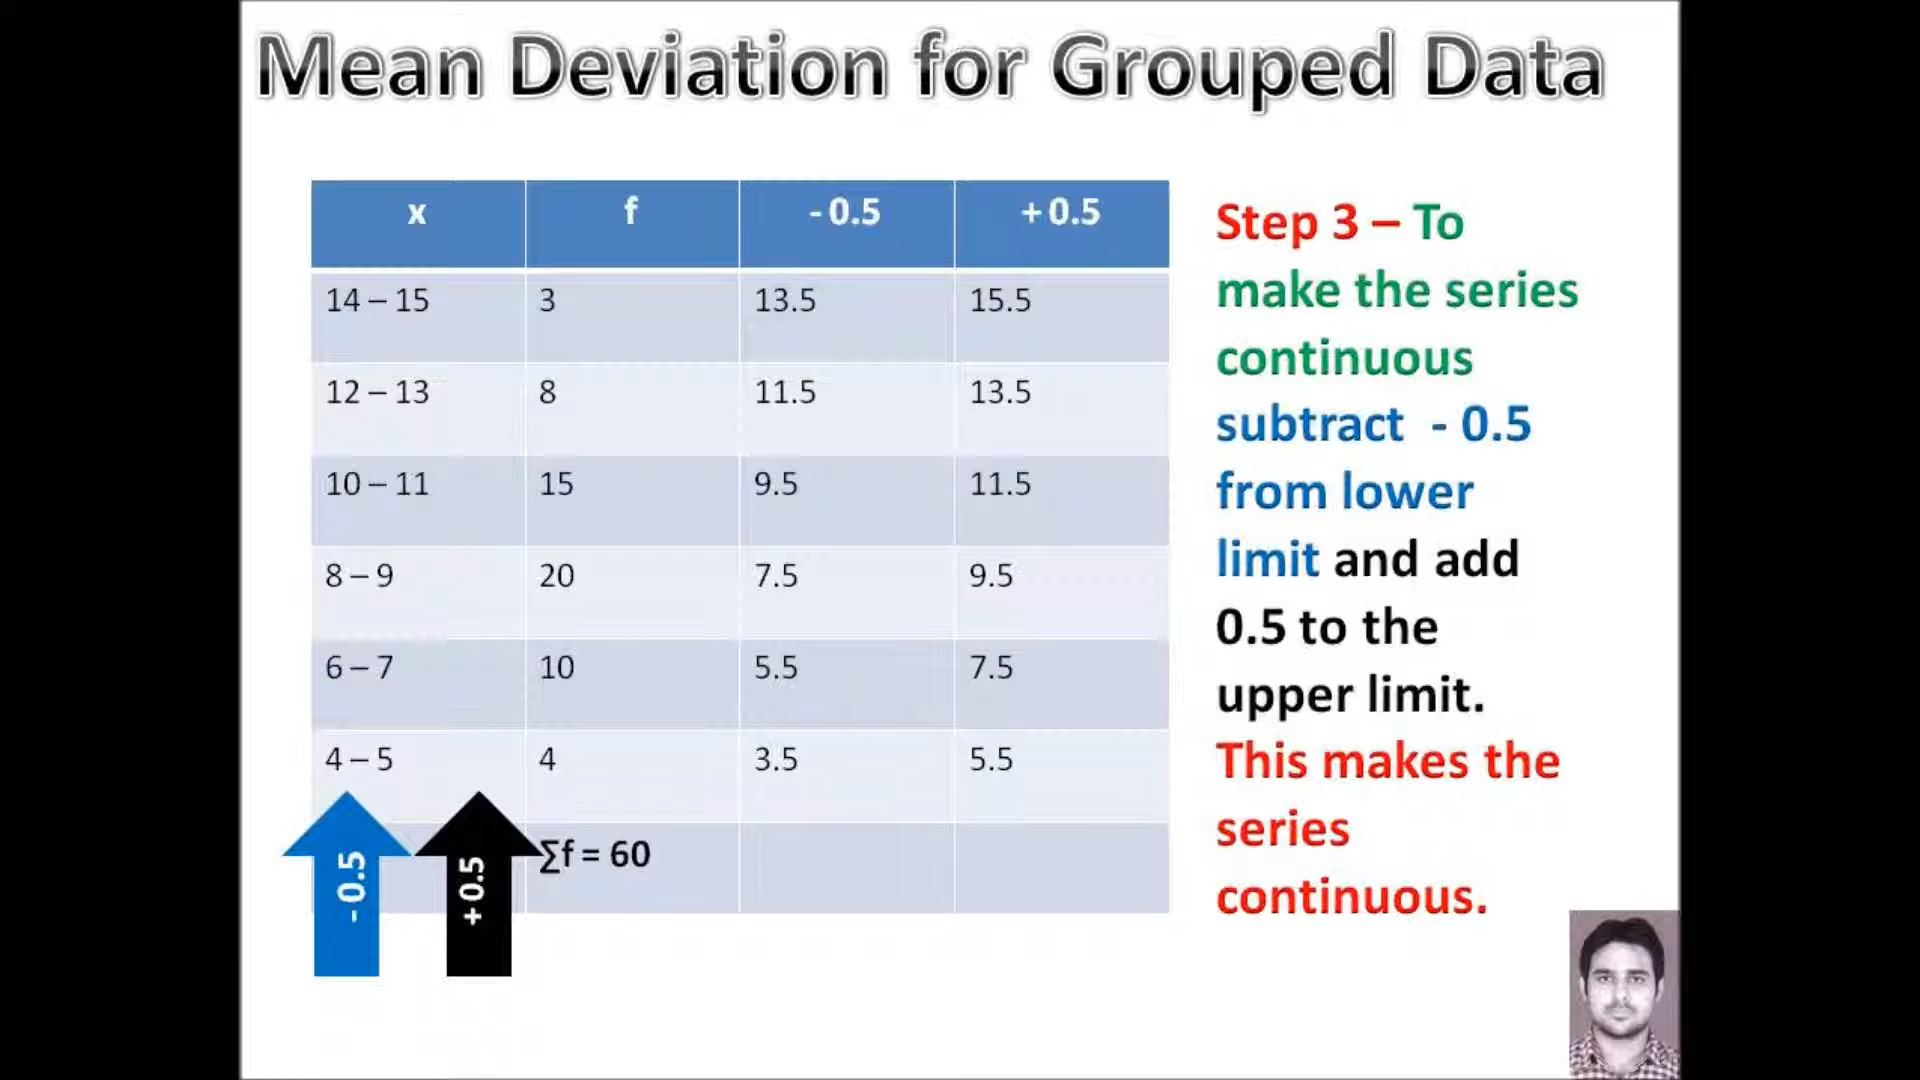 Mean Deviation for Grouped Data
x f - 0.5 + 0.5
14 – 15 3 13.5 15.5
12 – 13 8 11.5 13.5
10 – 11 15 9.5 11.5
8 – 9 20 7.5 9.5
6 – 7 10 5.5 7.5
4 – 5 4 3.5 5.5
∑f = 60
- 0.5
+ 0.5
Step 3 – To
make the series
continuous
subtract - 0.5
from lower
limit and add
0.5 to the
upper limit.
This makes the
series
continuous.